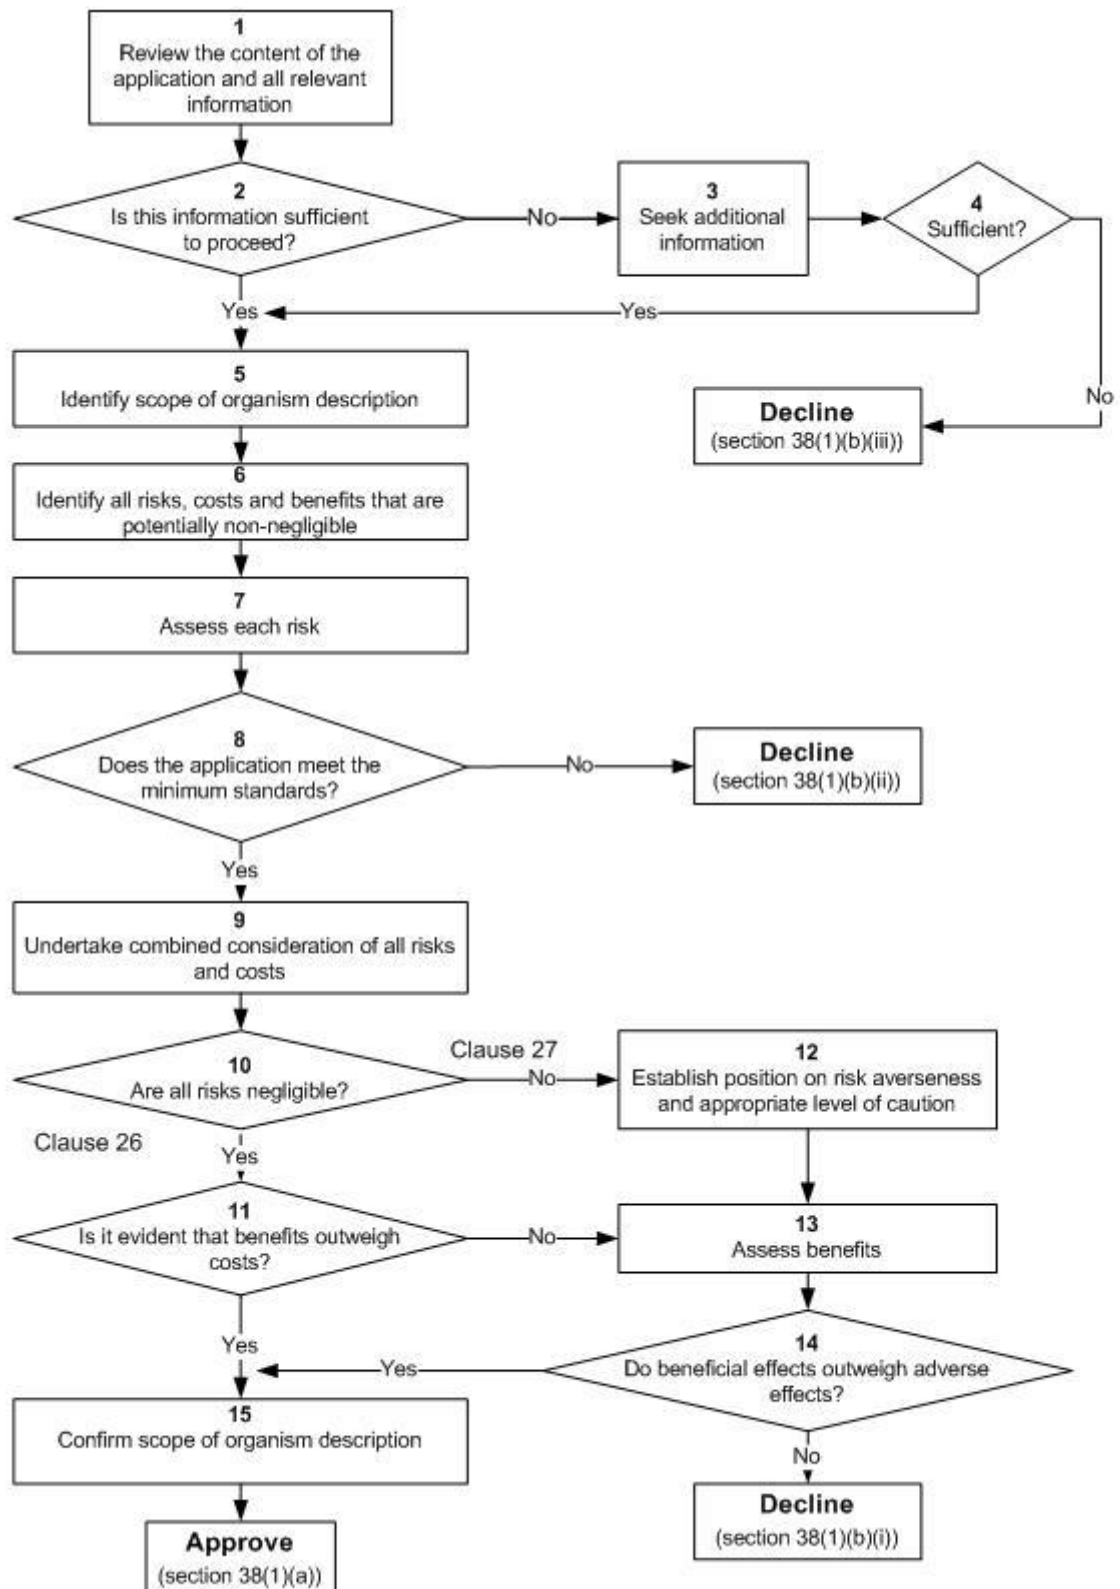 1
Review the content of the
application and all relevant
information
2
Is this information sufficient
to proceed?
No
3
Seek additional
information
4
Sufficient?
Yes
Yes
No
5
Identify scope of organism description
Decline
(section 38(1)(b)(iii))
6
Identify all risks, costs and benefits that are
potentially non-negligible
7
Assess each risk
8
Does the application meet the
minimum standards?
No
Decline
(section 38(1)(b)(ii))
Yes
9
Undertake combined consideration of all risks
and costs
10
Are all risks negligible?
Clause 27
No
12
Establish position on risk averseness
and appropriate level of caution
Clause 26
Yes
11
Is it evident that benefits outweigh
costs?
No
13
Assess benefits
Yes
14
Do beneficial effects outweigh adverse
effects?
Yes
No
15
Confirm scope of organism description
Decline
(section 38(1)(b)(i))
Approve
(section 38(1)(a))